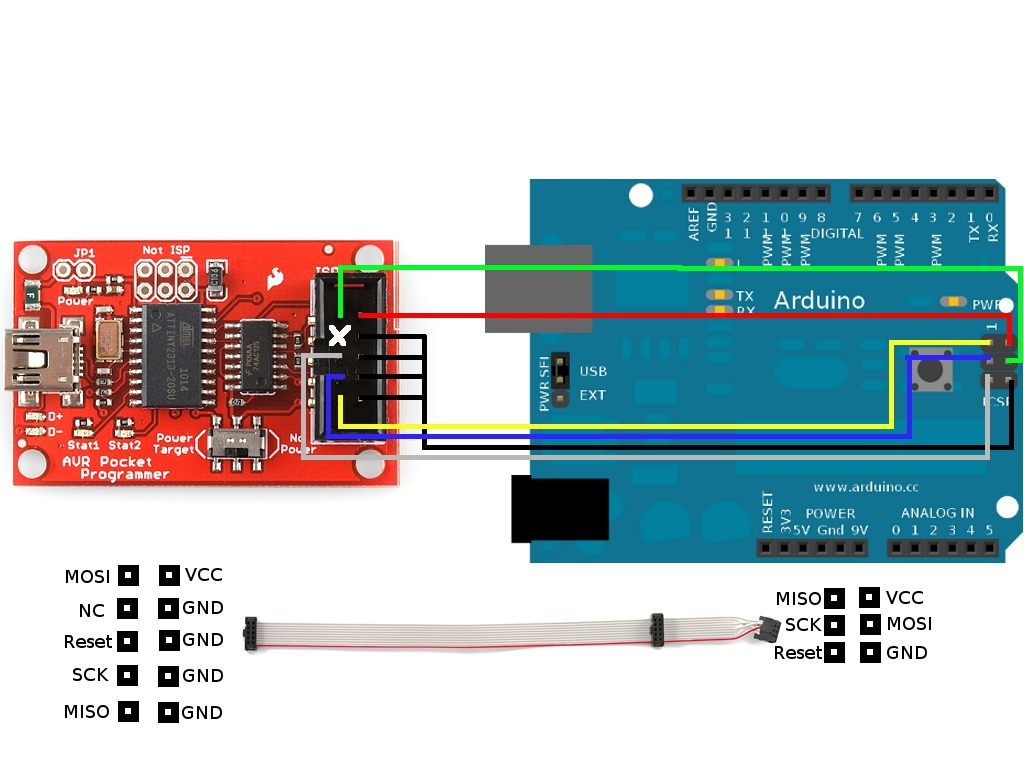 JP1
Not ISP
Power
ATTINY2313-20SU
1014
74AC125
D+
D-
Stat1 Stat2
Power
Target
No
Power
AVR Pocket
Programmer
AREF
GND
13
12
11
10
9
8
7
6
5
4
3
2
1
0
PWM
PWM
PWM
PWM
PWM
PWM
TX
RX
DIGITAL
TX
RX
Arduino
PWR
1
PWR SEL
USB
EXT
ICSP
www.arduino.cc
RESET
3V3
5V Gnd 9V
POWER
ANALOG IN
0 1 2 3 4 5
MOSI VCC
NC GND
Reset GND
SCK GND
MISO GND
MISO VCC
SCK MOSI
Reset GND